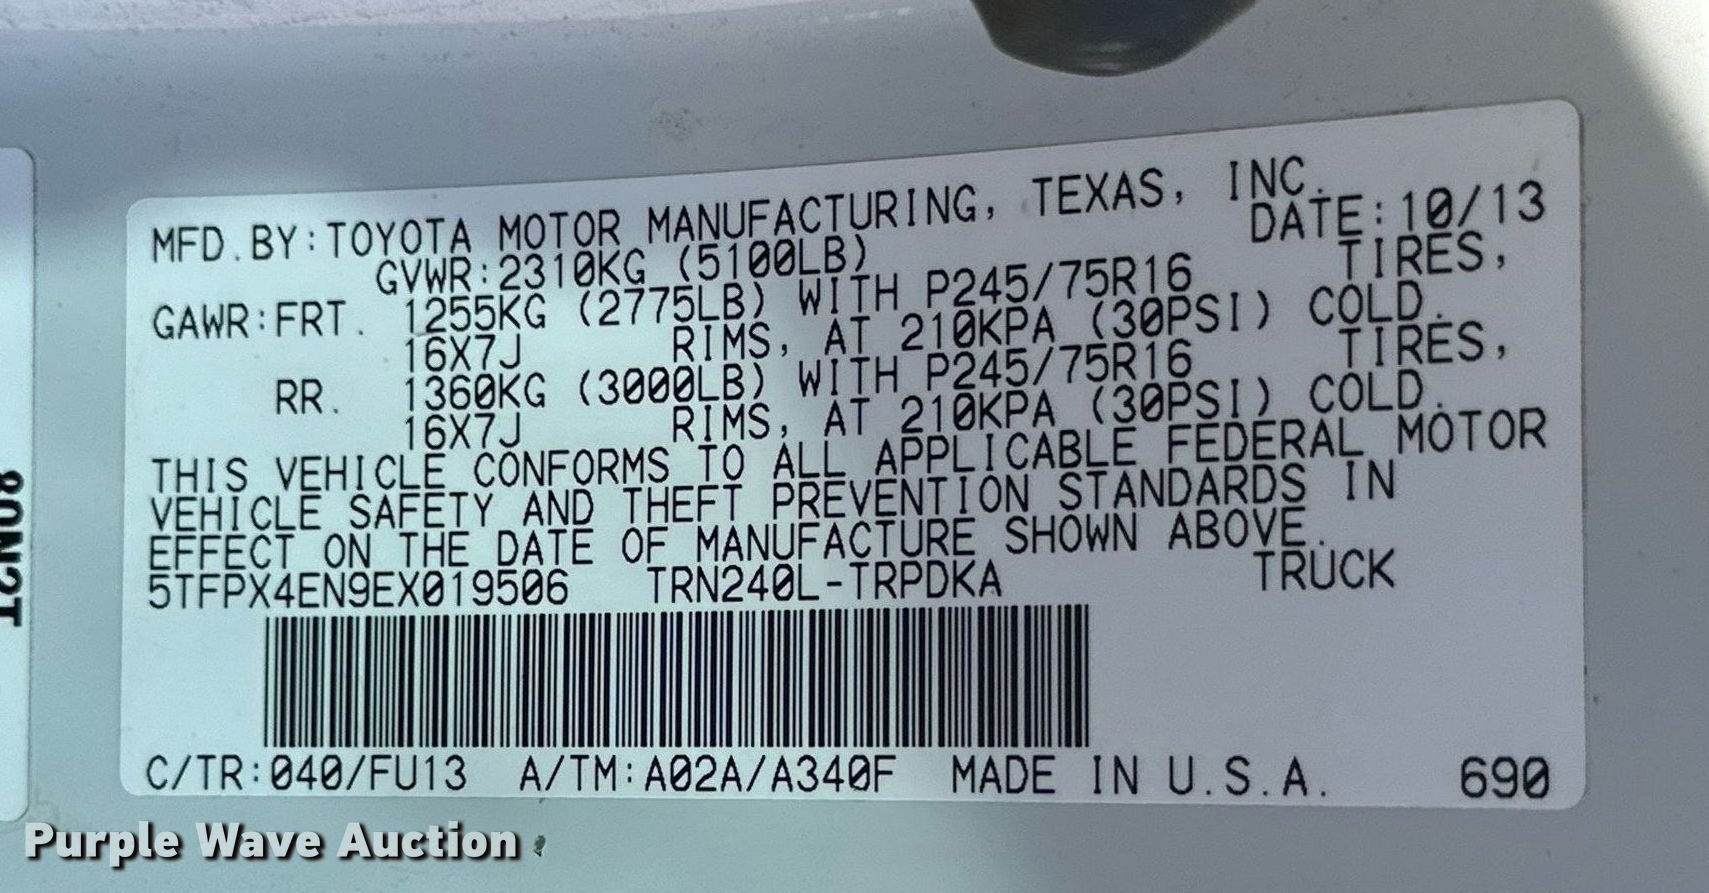 MFD.BY:TOYOTA MOTOR MANUFACTURING, TEXAS, INC.
DATE:10/13
GVWR:2310KG (5100LB)
GAWR:FRT. 1255KG (2775LB) WITH P245/75R16 TIRES,
16X7J RIMS, AT 210KPA (30PSI) COLD.
RR. 1360KG (3000LB) WITH P245/75R16 TIRES,
16X7J RIMS, AT 210KPA (30PSI) COLD.
THIS VEHICLE CONFORMS TO ALL APPLICABLE FEDERAL MOTOR
VEHICLE SAFETY AND THEFT PREVENTION STANDARDS IN
EFFECT ON THE DATE OF MANUFACTURE SHOWN ABOVE.
5TFPX4EN9EX019506 TRN240L-TRPDKA TRUCK
C/TR:040/FU13 A/TM:A02A/A340F MADE IN U.S.A. 690
Purple Wave Auction